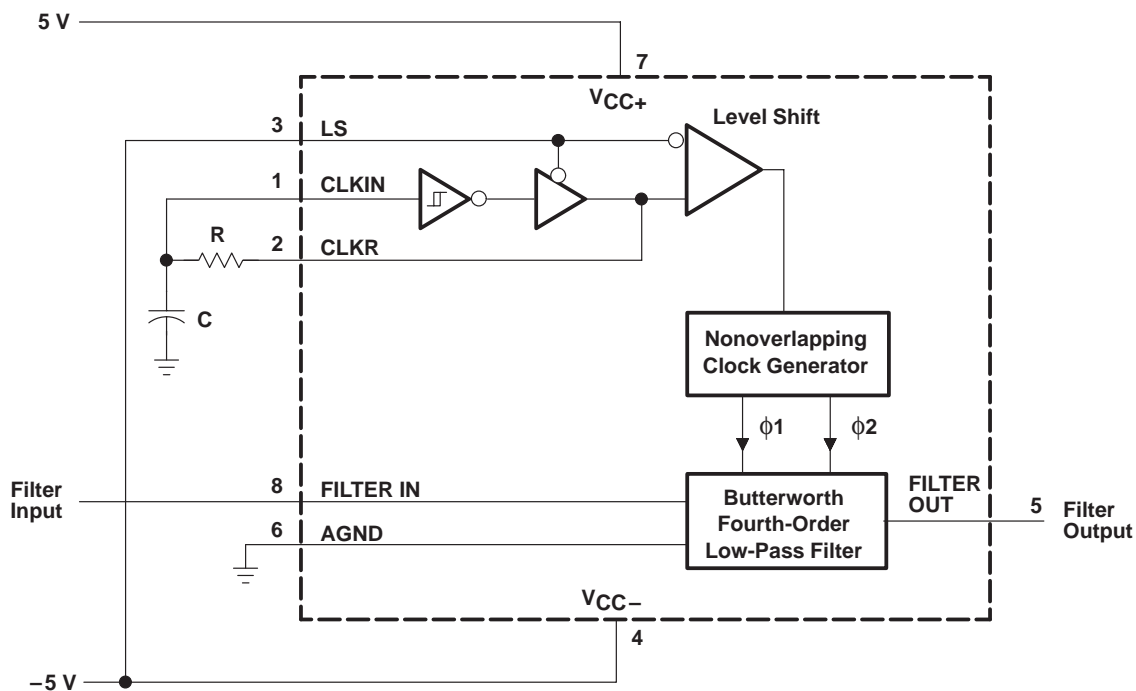 5 V
7
VCC+
Level Shift
3
LS
1
CLKIN
R
2
CLKR
C
Nonoverlapping
Clock Generator
ϕ1
ϕ2
8
FILTER IN
Filter
Input
6
AGND
Butterworth
Fourth-Order
Low-Pass Filter
FILTER
OUT
5
Filter
Output
VCC–
4
–5 V